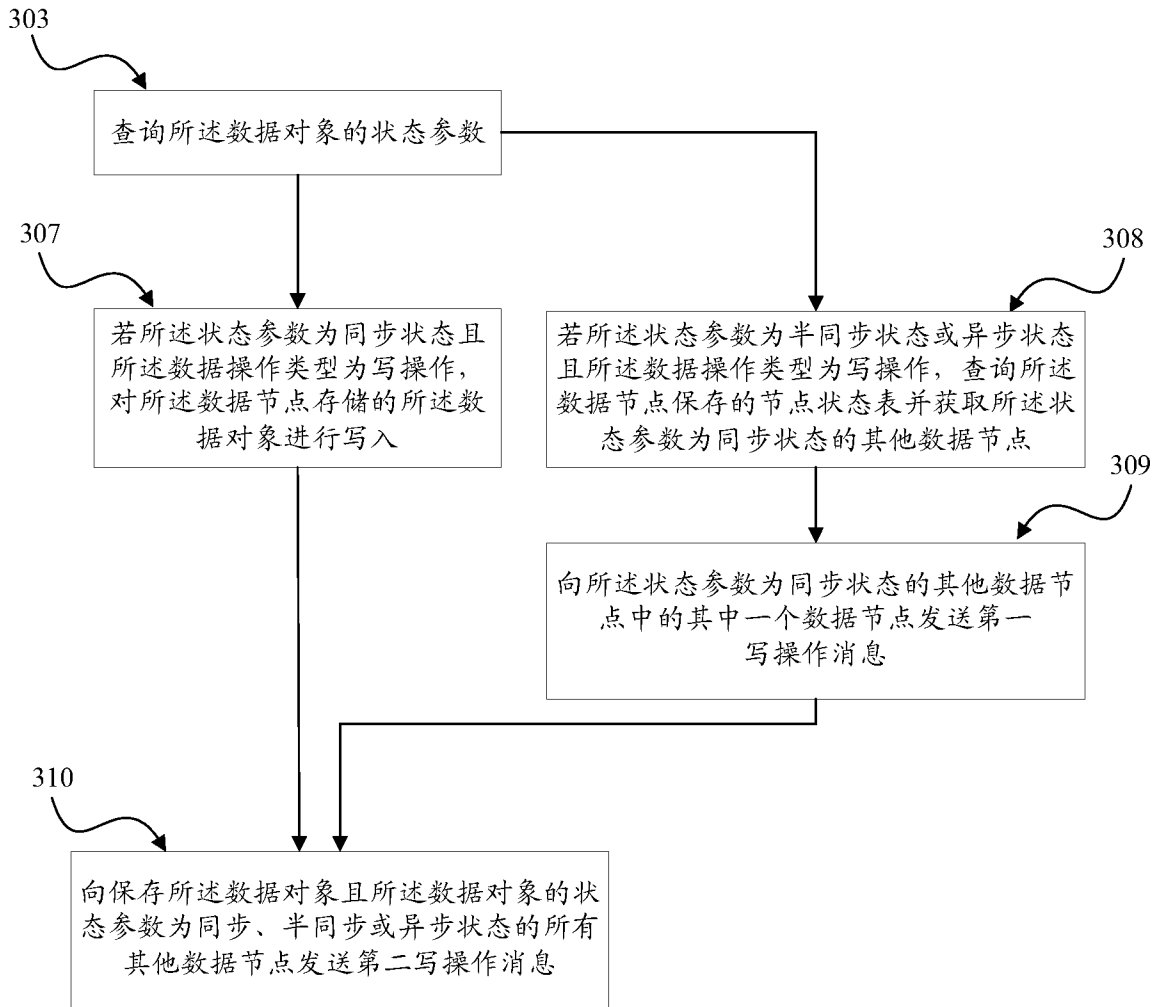 303
查询所述数据对象的状态参数
307
308
若所述状态参数为同步状态且
所述数据操作类型为写操作，
对所述数据节点存储的所述数
据对象进行写入
若所述状态参数为半同步状态或异步状态
且所述数据操作类型为写操作，查询所述
数据节点保存的节点状态表并获取所述状
态参数为同步状态的其他数据节点
309
向所述状态参数为同步状态的其他数据节
点中的其中一个数据节点发送第一
写操作消息
310
向保存所述数据对象且所述数据对象的状
态参数为同步、半同步或异步状态的所有
其他数据节点发送第二写操作消息